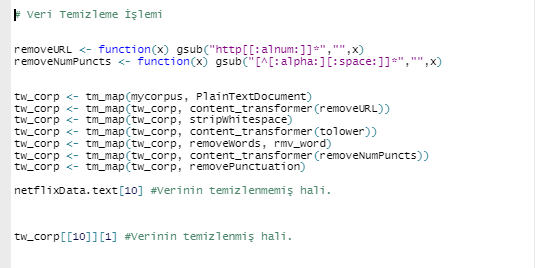 # Veri Temizleme İşlemi
removeURL <- function(x) gsub("http[[:alnum:]]*","",x)
removeNumPuncts <- function(x) gsub("[^[:alpha:][:space:]]*","",x)
tw_corp <- tm_map(mycorpus, PlainTextDocument)
tw_corp <- tm_map(tw_corp, content_transformer(removeURL))
tw_corp <- tm_map(tw_corp, stripWhitespace)
tw_corp <- tm_map(tw_corp, content_transformer(tolower))
tw_corp <- tm_map(tw_corp, removeWords, rmv_word)
tw_corp <- tm_map(tw_corp, content_transformer(removeNumPuncts))
tw_corp <- tm_map(tw_corp, removePunctuation)
netflixData.text[10] #Verinin temizlenmemiş hali.
tw_corp[[10]][1] #Verinin temizlenmiş hali.